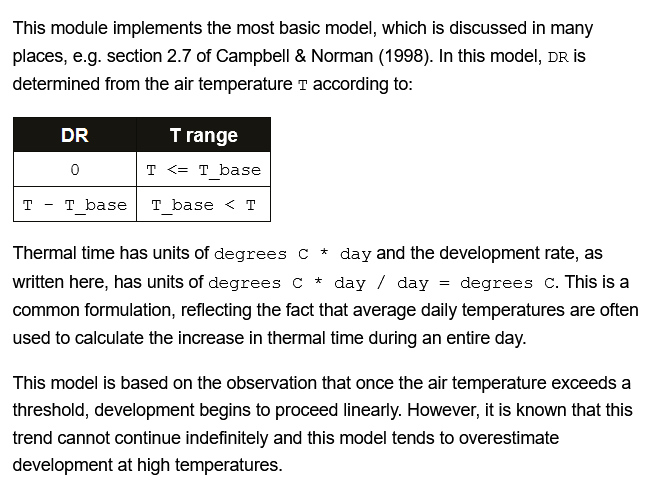 This module implements the most basic model, which is discussed in many
places, e.g. section 2.7 of Campbell & Norman (1998). In this model, DR is
determined from the air temperature T according to:
DR T range
0 T <= T_base
T - T_base T_base < T
Thermal time has units of degrees C * day and the development rate, as
written here, has units of degrees C * day / day = degrees C. This is a
common formulation, reflecting the fact that average daily temperatures are often
used to calculate the increase in thermal time during an entire day.
This model is based on the observation that once the air temperature exceeds a
threshold, development begins to proceed linearly. However, it is known that this
trend cannot continue indefinitely and this model tends to overestimate
development at high temperatures.